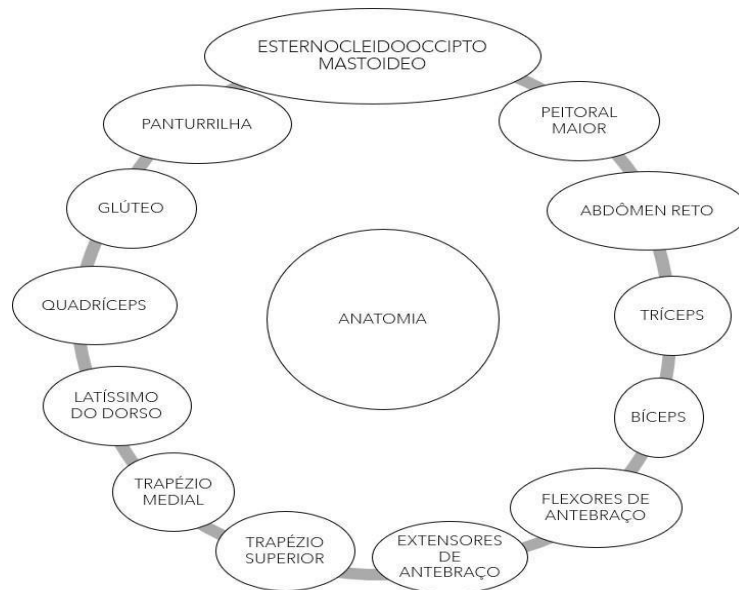 ESTERNOCLEIDOOCCIPTO
MASTOIDEO
PEITORAL
MAIOR
ABDÔMEN RETO
TRÍCEPS
BÍCEPS
FLEXORES DE
ANTEBRAÇO
EXTENSORES
DE
ANTEBRAÇO
TRAPÉZIO
SUPERIOR
TRAPÉZIO
MEDIAL
LATÍSSIMO
DO DORSO
QUADRÍCEPS
GLÚTEO
PANTURRILHA
ANATOMIA